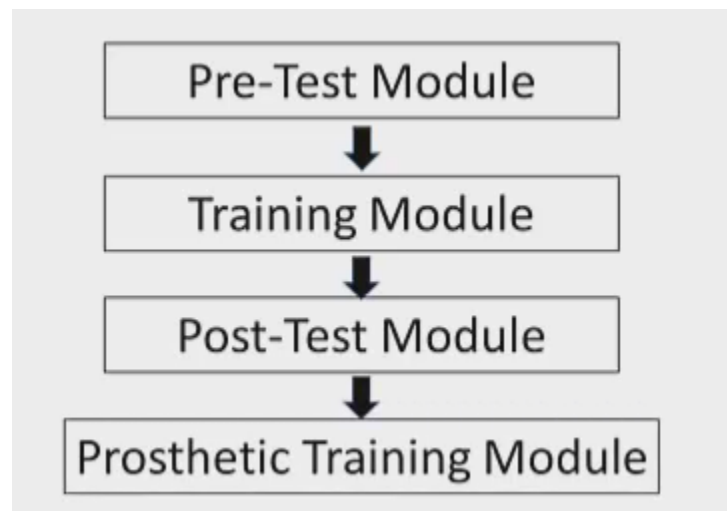 Pre-Test Module
Training Module
Post-Test Module
Prosthetic Training Module